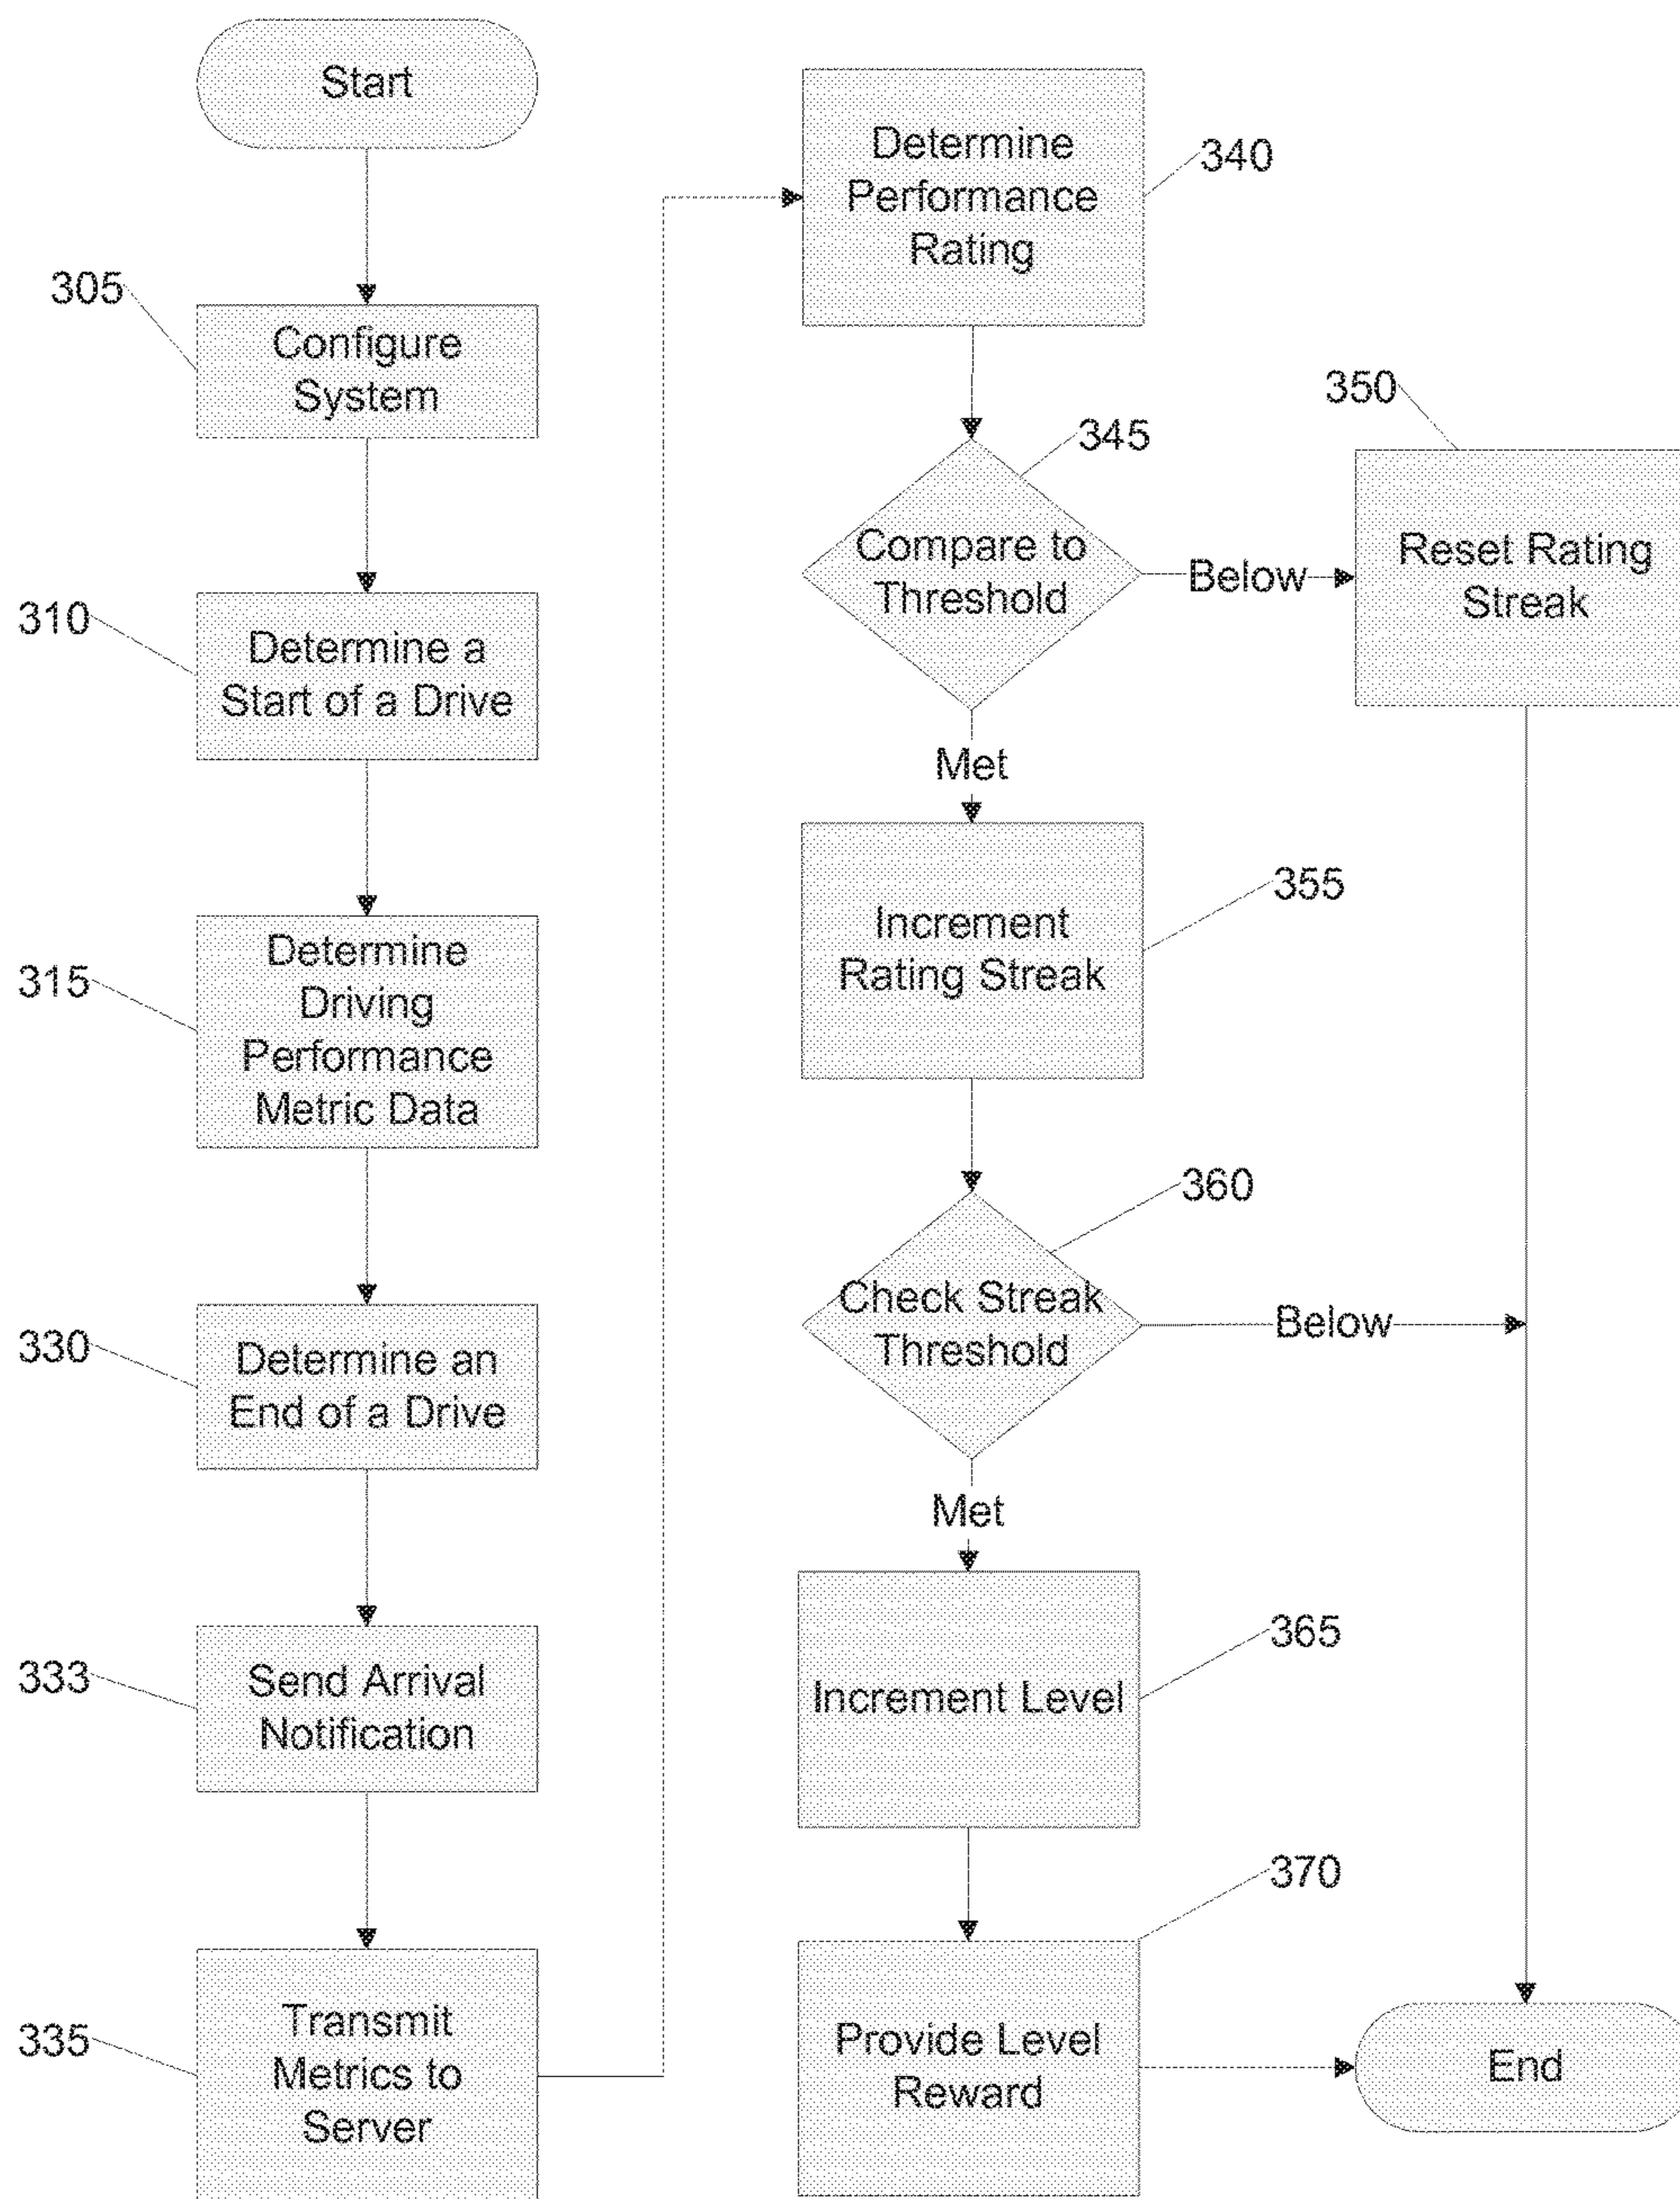 Start
305
Configure
System
310
Determine a
Start of a Drive
315
Determine
Driving
Performance
Metric Data
330
Determine an
End of a Drive
333
Send Arrival
Notification
335
Transmit
Metrics to
Server
340
Determine
Performance
Rating
345
Compare to
Threshold
Below
350
Reset Rating
Streak
Met
355
Increment
Rating Streak
360
Check Streak
Threshold
Below
Met
365
Increment Level
370
Provide Level
Reward
End